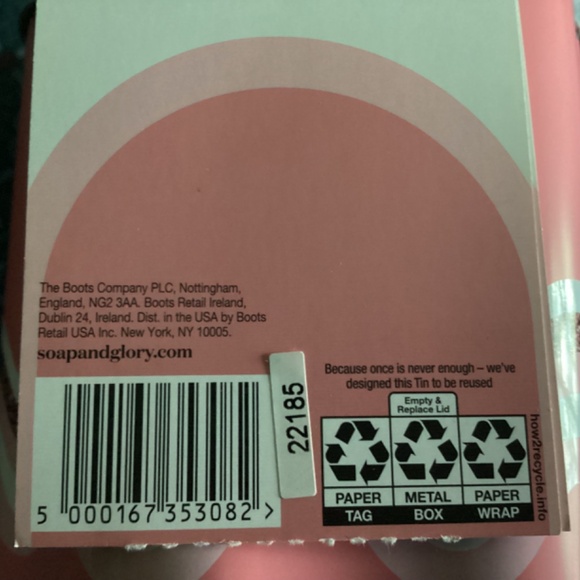 The Boots Company PLC, Nottingham,
England, NG2 3AA. Boots Retail Ireland,
Dublin 24, Ireland. Dist. in the USA by Boots
Retail USA Inc. New York, NY 10005.
soapandglory.com
5 000167 353082 >
22185
Because once is never enough – we've
designed this Tin to be reused
Empty &
Replace Lid
PAPER METAL PAPER
TAG BOX WRAP
how2recycle.info